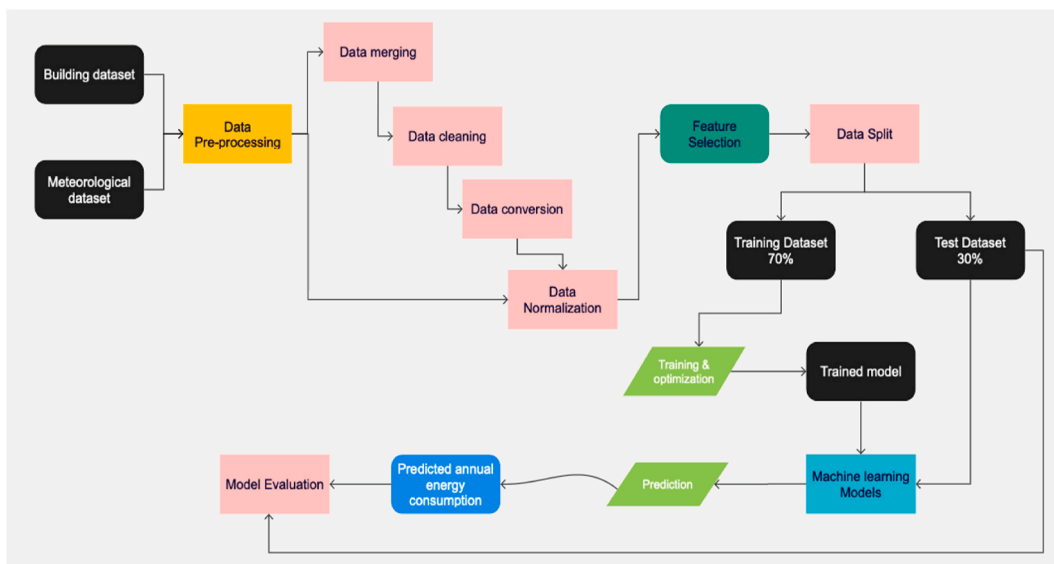 Building dataset
Meteorological
dataset
Data
Pre-processing
Data merging
Data cleaning
Data conversion
Data
Normalization
Feature
Selection
Data Split
Training Dataset
70%
Test Dataset
30%
Training &
optimization
Trained model
Machine learning
Models
Prediction
Predicted annual
energy
consumption
Model Evaluation